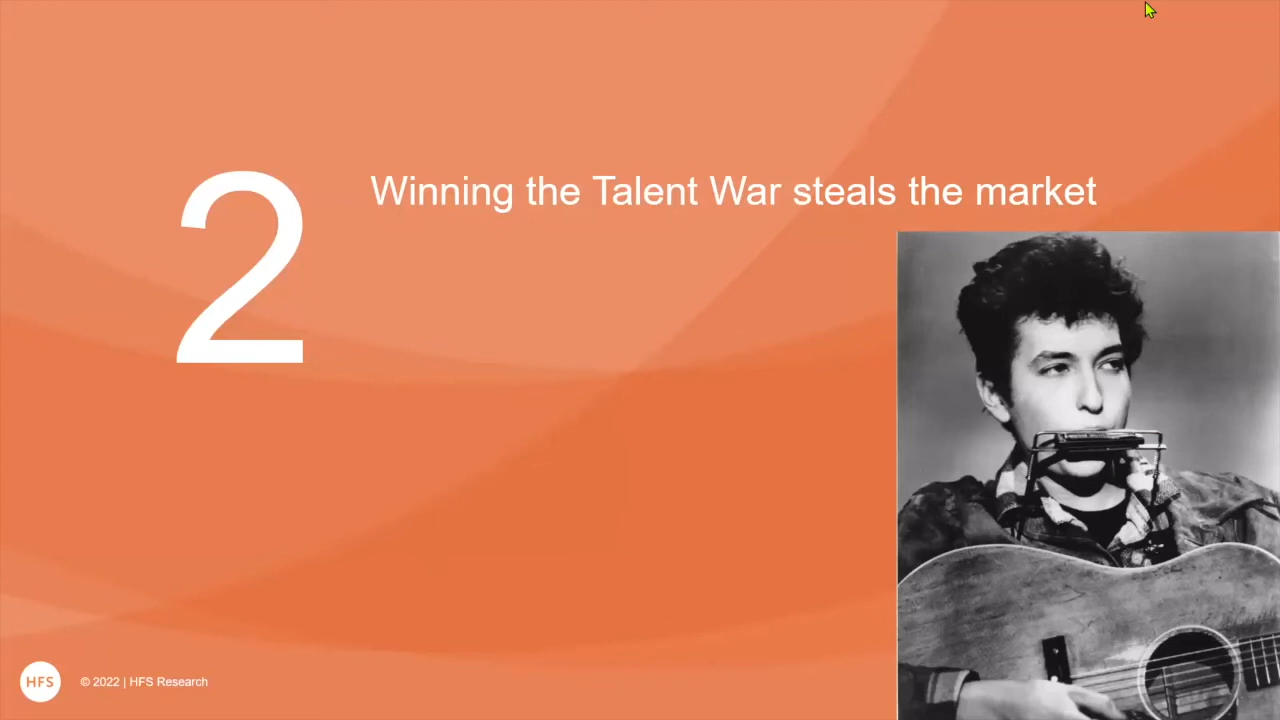 2
Winning the Talent War steals the market
HFS
© 2022 | HFS Research